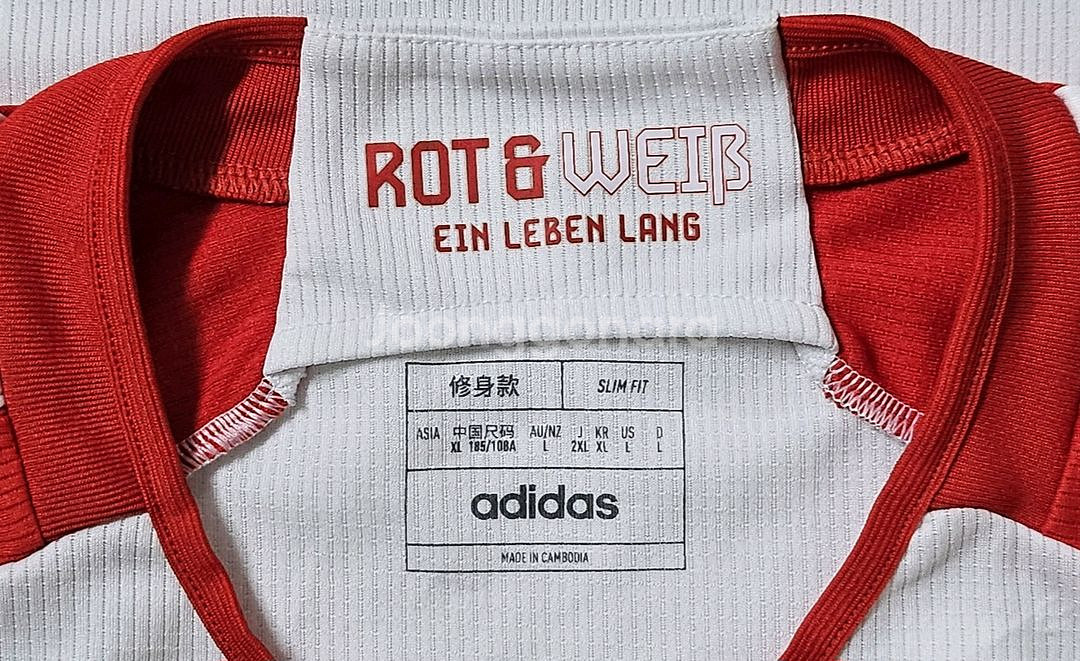 ROT & WEIẞ
EIN LEBEN LANG
Joongdonara
修身款 SLIM FIT
ASIA 中国尺码 AU/NZ J KR US D
XL 185/108A L 2XL XL L L
adidas
MADE IN CAMBODIA